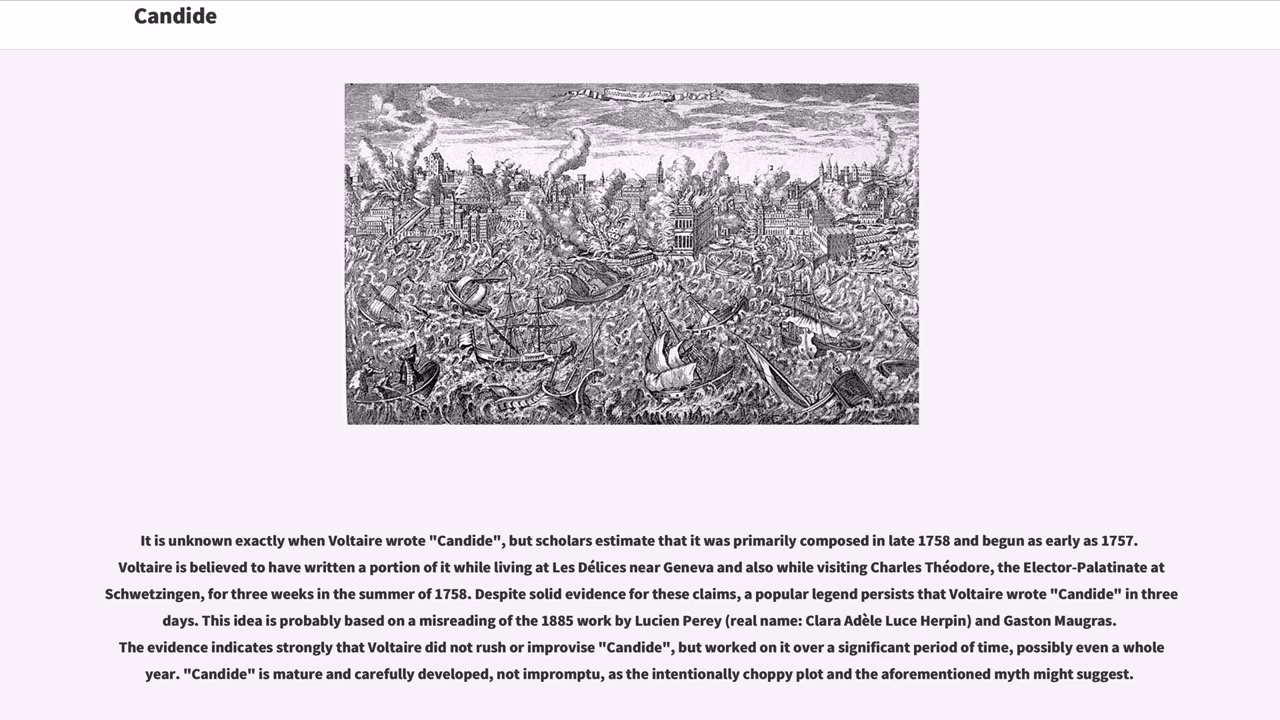 Candide
It is unknown exactly when Voltaire wrote "Candide", but scholars estimate that it was primarily composed in late 1758 and begun as early as 1757.
Voltaire is believed to have written a portion of it while living at Les Délices near Geneva and also while visiting Charles Théodore, the Elector-Palatinate at
Schwetzingen, for three weeks in the summer of 1758. Despite solid evidence for these claims, a popular legend persists that Voltaire wrote "Candide" in three
days. This idea is probably based on a misreading of the 1885 work by Lucien Perey (real name: Clara Adèle Luce Herpin) and Gaston Maugras.
The evidence indicates strongly that Voltaire did not rush or improvise "Candide", but worked on it over a significant period of time, possibly even a whole
year. "Candide" is mature and carefully developed, not impromptu, as the intentionally choppy plot and the aforementioned myth might suggest.